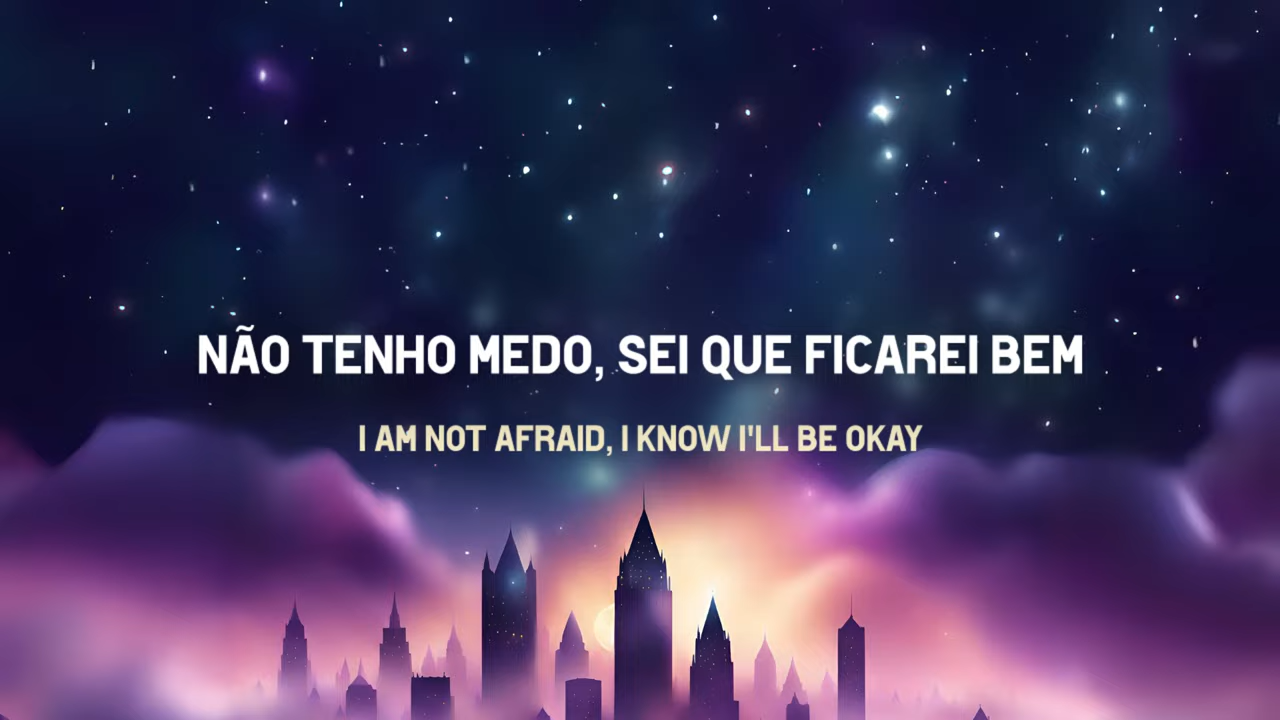 NÃO TENHO MEDO, SEI QUE FICAREI BEM
I AM NOT AFRAID, I KNOW I'LL BE OKAY